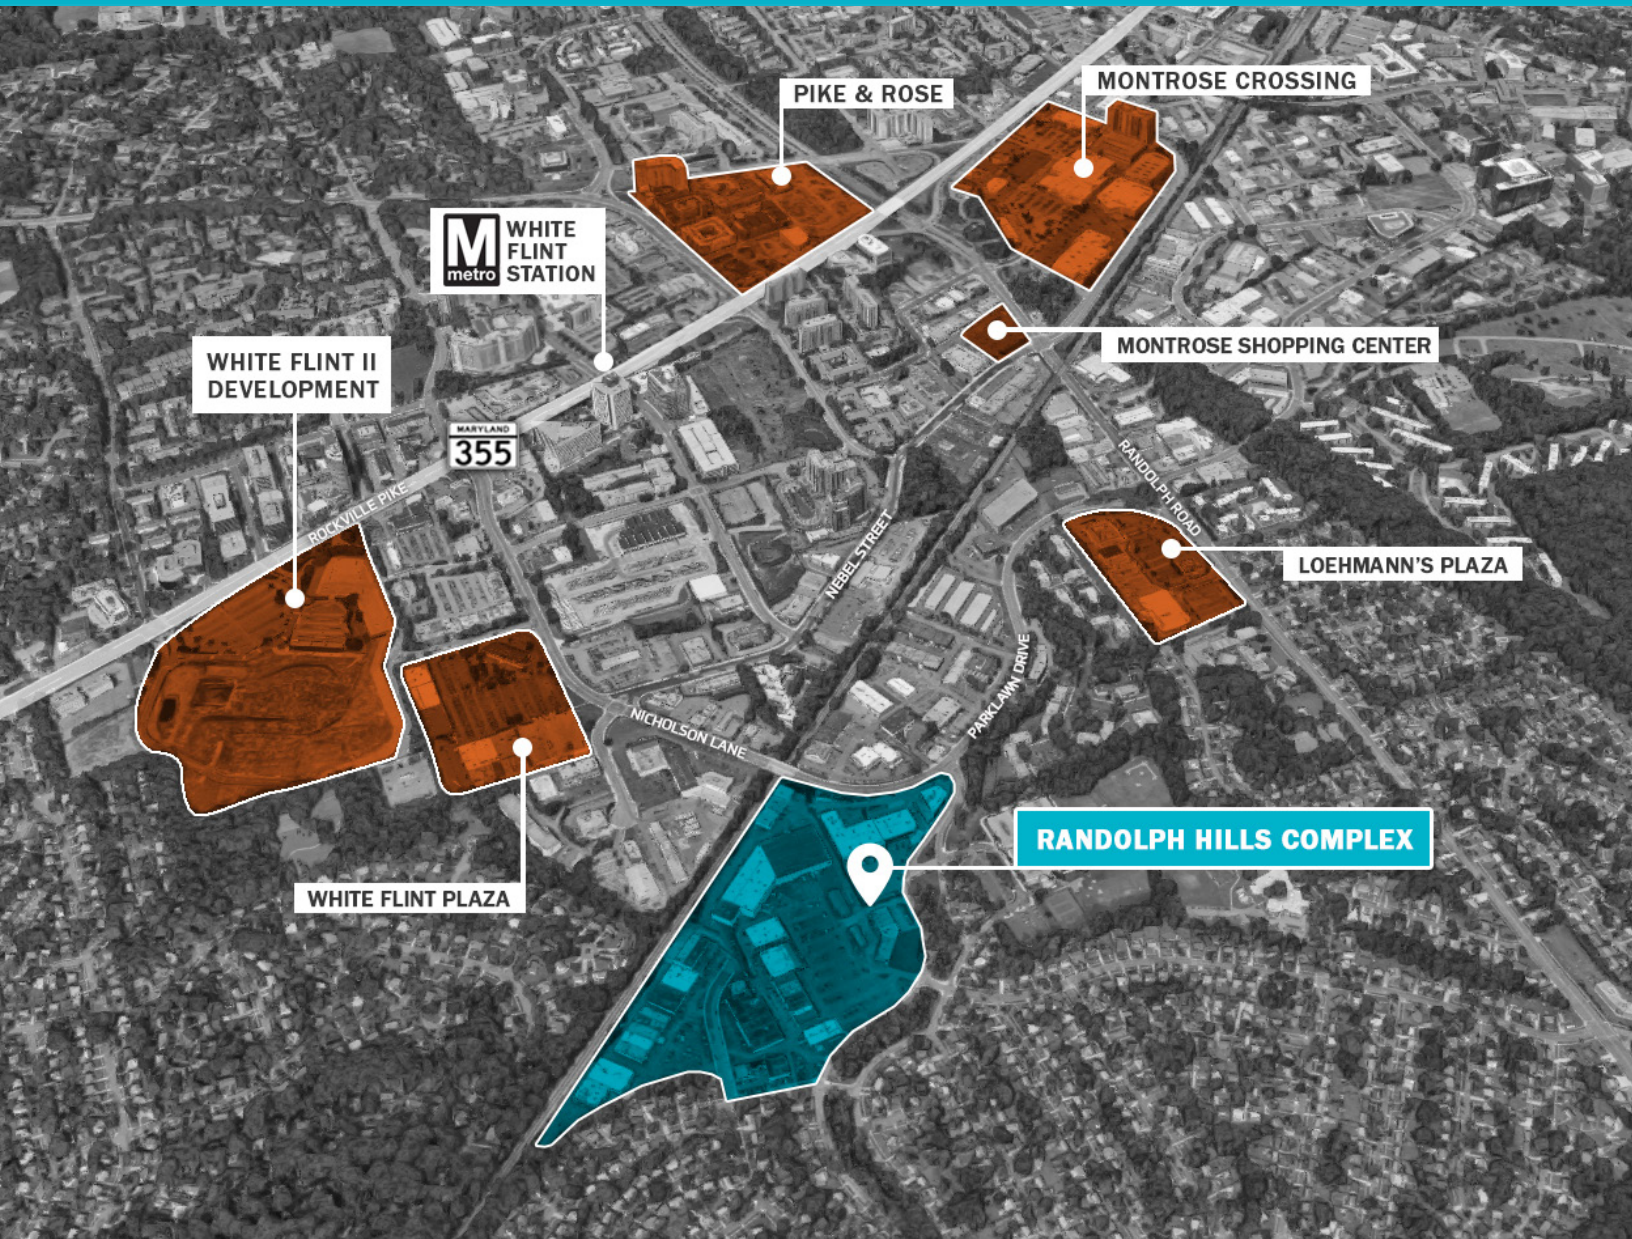 MONTROSE CROSSING
PIKE & ROSE
M
metro
WHITE
FLINT
STATION
MONTROSE SHOPPING CENTER
WHITE FLINT II
DEVELOPMENT
MARYLAND
355
ROCKVILLE PIKE
RANDOLPH ROAD
NEBEL STREET
LOEHMANN'S PLAZA
PARKLAWN DRIVE
NICHOLSON LANE
RANDOLPH HILLS COMPLEX
WHITE FLINT PLAZA